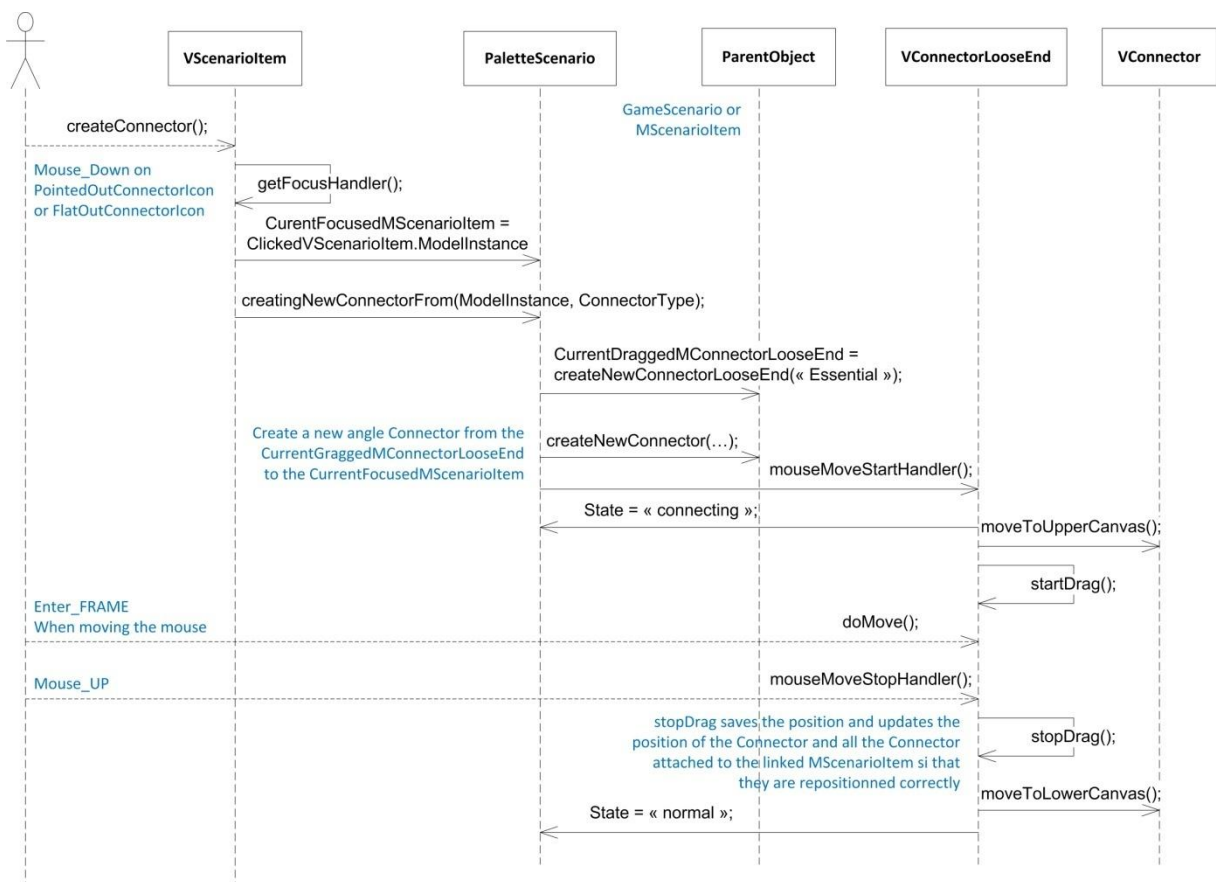 VScenarioItem
PaletteScenario
ParentObject
VConnectorLooseEnd
VConnector
GameScenario or
MScenarioItem
createConnector();
Mouse_Down on
PointedOutConnectorIcon
or FlatOutConnectorIcon
getFocusHandler();
CurentFocusedMScenarioItem =
ClickedVScenarioItem.ModelInstance
creatingNewConnectorFrom(ModelInstance, ConnectorType);
CurrentDraggedMConnectorLooseEnd =
createNewConnectorLooseEnd(« Essential »);
Create a new angle Connector from the
CurrentGraggedMConnectorLooseEnd
to the CurrentFocusedMScenarioItem
createNewConnector(…);
mouseMoveStartHandler();
State = « connecting »;
moveToUpperCanvas();
startDrag();
Enter_FRAME
When moving the mouse
doMove();
Mouse_UP
mouseMoveStopHandler();
stopDrag saves the position and updates the
position of the Connector and all the Connector
attached to the linked MScenarioItem si that
they are repositionned correctly
stopDrag();
moveToLowerCanvas();
State = « normal »;